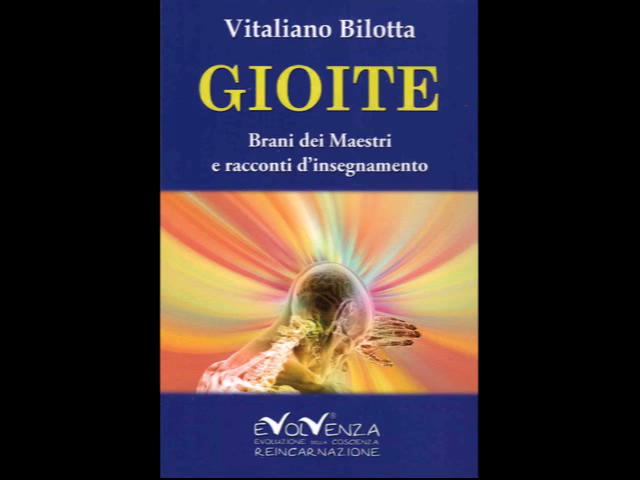 Vitaliano Bilotta
GIOITE
Brani dei Maestri
e racconti d'insegnamento
EVOLVENZA®
EVOLUZIONE DELLA COSCIENZA
REINCARNAZIONE